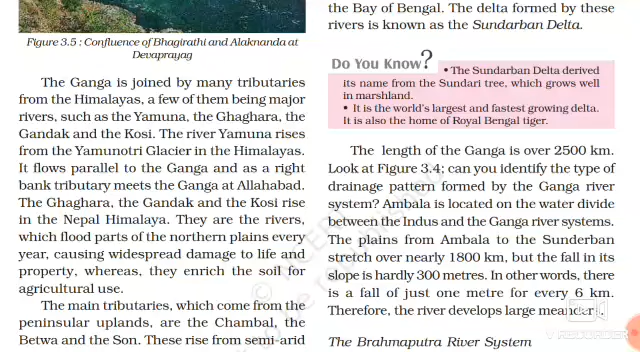 Figure 3.5 : Confluence of Bhagirathi and Alaknanda at
Devaprayag
The Ganga is joined by many tributaries
from the Himalayas, a few of them being major
rivers, such as the Yamuna, the Ghaghara, the
Gandak and the Kosi. The river Yamuna rises
from the Yamunotri Glacier in the Himalayas.
It flows parallel to the Ganga and as a right
bank tributary meets the Ganga at Allahabad.
The Ghaghara, the Gandak and the Kosi rise
in the Nepal Himalaya. They are the rivers,
which flood parts of the northern plains every
year, causing widespread damage to life and
property, whereas, they enrich the soil for
agricultural use.
The main tributaries, which come from the
peninsular uplands, are the Chambal, the
Betwa and the Son. These rise from semi-arid
the Bay of Bengal. The delta formed by these
rivers is known as the Sundarban Delta.
Do You Know?
• The Sundarban Delta derived
its name from the Sundari tree, which grows well
in marshland.
• It is the world's largest and fastest growing delta.
It is also the home of Royal Bengal tiger.
The length of the Ganga is over 2500 km.
Look at Figure 3.4; can you identify the type of
drainage pattern formed by the Ganga river
system? Ambala is located on the water divide
between the Indus and the Ganga river systems.
The plains from Ambala to the Sunderban
stretch over nearly 1800 km, but the fall in its
slope is hardly 300 metres. In other words, there
is a fall of just one metre for every 6 km.
Therefore, the river develops large meanders.
The Brahmaputra River System